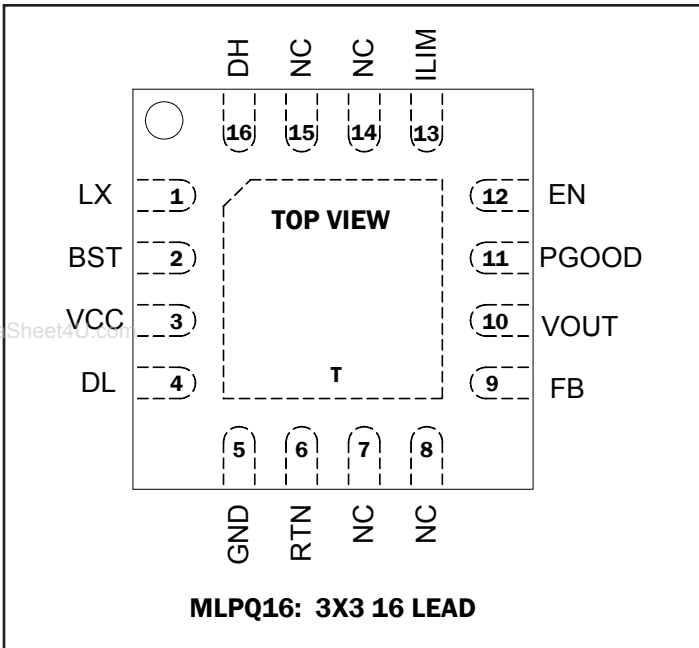 DH NC NC ILIM
16 15 14 13
LX 1 12 EN
TOP VIEW
BST 2 11 PGOOD
VCC 3 10 VOUT
aSheet4U.com
DL 4 T 9 FB
5 6 7 8
GND RTN NC NC
MLPQ16: 3X3 16 LEAD